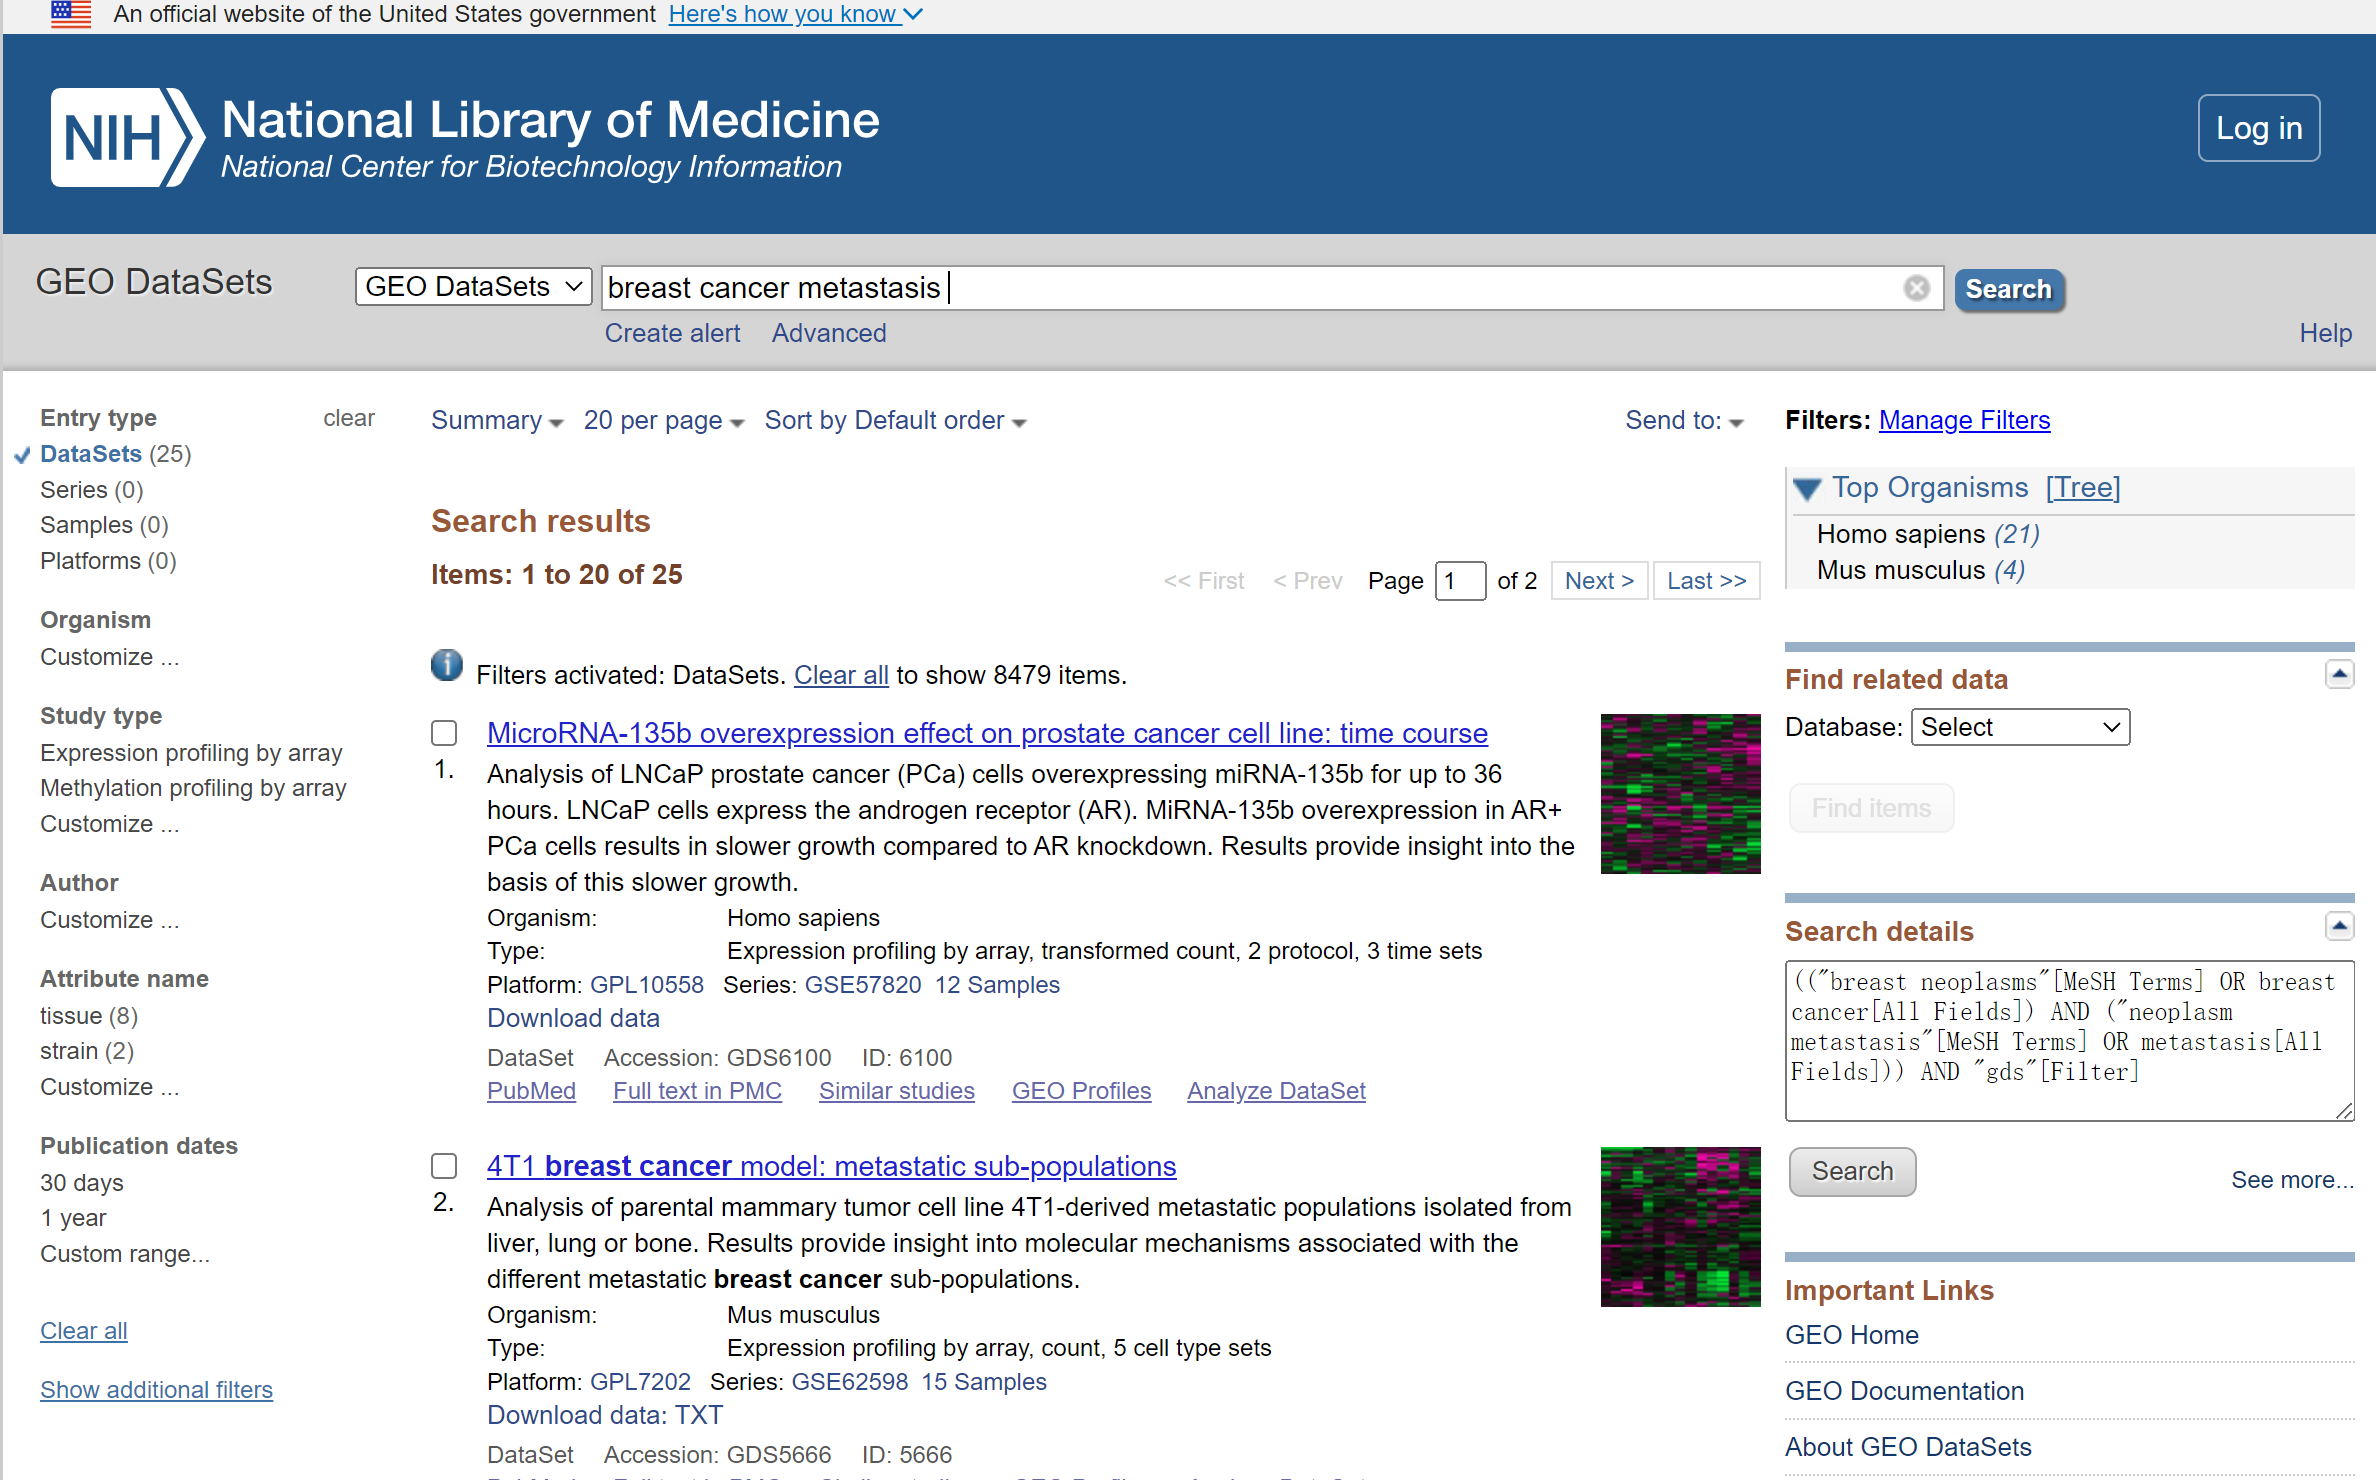 An official website of the United States government Here's how you know
NIH National Library of Medicine
National Center for Biotechnology Information
Log in
GEO DataSets
GEO DataSets
breast cancer metastasis
Search
Create alert Advanced
Help
Entry type clear
DataSets (25)
Series (0)
Samples (0)
Platforms (0)
Organism
Customize ...
Study type
Expression profiling by array
Methylation profiling by array
Customize ...
Author
Customize ...
Attribute name
tissue (8)
strain (2)
Customize ...
Publication dates
30 days
1 year
Custom range...
Clear all
Show additional filters
Summary 20 per page Sort by Default order Send to:
Search results
Items: 1 to 20 of 25
<< First < Prev Page 1 of 2 Next > Last >>
Filters activated: DataSets. Clear all to show 8479 items.
MicroRNA-135b overexpression effect on prostate cancer cell line: time course
1. Analysis of LNCaP prostate cancer (PCa) cells overexpressing miRNA-135b for up to 36
hours. LNCaP cells express the androgen receptor (AR). MiRNA-135b overexpression in AR+
PCa cells results in slower growth compared to AR knockdown. Results provide insight into the
basis of this slower growth.
Organism: Homo sapiens
Type: Expression profiling by array, transformed count, 2 protocol, 3 time sets
Platform: GPL10558 Series: GSE57820 12 Samples
Download data
DataSet Accession: GDS6100 ID: 6100
PubMed Full text in PMC Similar studies GEO Profiles Analyze DataSet
4T1 breast cancer model: metastatic sub-populations
2. Analysis of parental mammary tumor cell line 4T1-derived metastatic populations isolated from
liver, lung or bone. Results provide insight into molecular mechanisms associated with the
different metastatic breast cancer sub-populations.
Organism: Mus musculus
Type: Expression profiling by array, count, 5 cell type sets
Platform: GPL7202 Series: GSE62598 15 Samples
Download data: TXT
DataSet Accession: GDS5666 ID: 5666
Filters: Manage Filters
Top Organisms [Tree]
Homo sapiens (21)
Mus musculus (4)
Find related data
Database: Select
Find items
Search details
(("breast neoplasms"[MeSH Terms] OR breast
cancer[All Fields]) AND ("neoplasm
metastasis"[MeSH Terms] OR metastasis[All
Fields])) AND "gds"[Filter]
Search
See more...
Important Links
GEO Home
GEO Documentation
About GEO DataSets